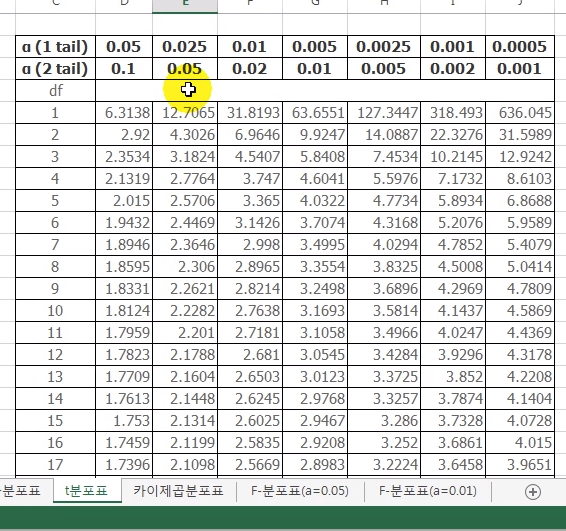 C D E F G H I J
α (1 tail) 0.05 0.025 0.01 0.005 0.0025 0.001 0.0005
α (2 tail) 0.1 0.05 0.02 0.01 0.005 0.002 0.001
df
1 6.3138 12.7065 31.8193 63.6551 127.3447 318.493 636.045
2 2.92 4.3026 6.9646 9.9247 14.0887 22.3276 31.5989
3 2.3534 3.1824 4.5407 5.8408 7.4534 10.2145 12.9242
4 2.1319 2.7764 3.747 4.6041 5.5976 7.1732 8.6103
5 2.015 2.5706 3.365 4.0322 4.7734 5.8934 6.8688
6 1.9432 2.4469 3.1426 3.7074 4.3168 5.2076 5.9589
7 1.8946 2.3646 2.998 3.4995 4.0294 4.7852 5.4079
8 1.8595 2.306 2.8965 3.3554 3.8325 4.5008 5.0414
9 1.8331 2.2621 2.8214 3.2498 3.6896 4.2969 4.7809
10 1.8124 2.2282 2.7638 3.1693 3.5814 4.1437 4.5869
11 1.7959 2.201 2.7181 3.1058 3.4966 4.0247 4.4369
12 1.7823 2.1788 2.681 3.0545 3.4284 3.9296 4.3178
13 1.7709 2.1604 2.6503 3.0123 3.3725 3.852 4.2208
14 1.7613 2.1448 2.6245 2.9768 3.3257 3.7874 4.1404
15 1.753 2.1314 2.6025 2.9467 3.286 3.7328 4.0728
16 1.7459 2.1199 2.5835 2.9208 3.252 3.6861 4.015
17 1.7396 2.1098 2.5669 2.8983 3.2224 3.6458 3.9651
분포표 t분포표 카이제곱분포표 F-분포표(a=0.05) F-분포표(a=0.01)